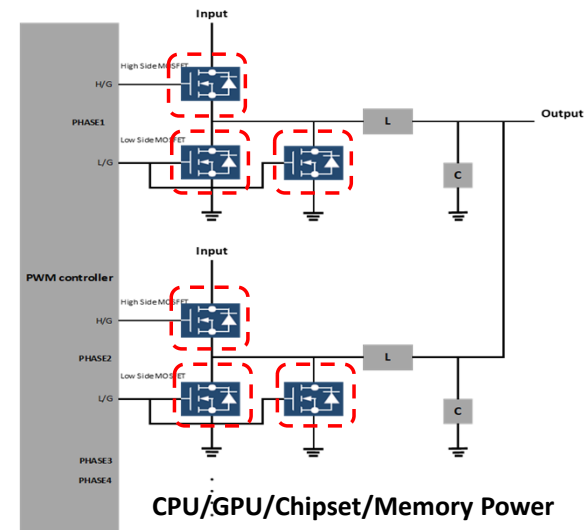 Input
High Side MOSFET
H/G
PHASE1
Output
L
Low Side MOSFET
L/G
C
Input
PWM controller
High Side MOSFET
H/G
PHASE2
L
Low Side MOSFET
L/G
C
PHASE3
PHASE4
CPU/GPU/Chipset/Memory Power